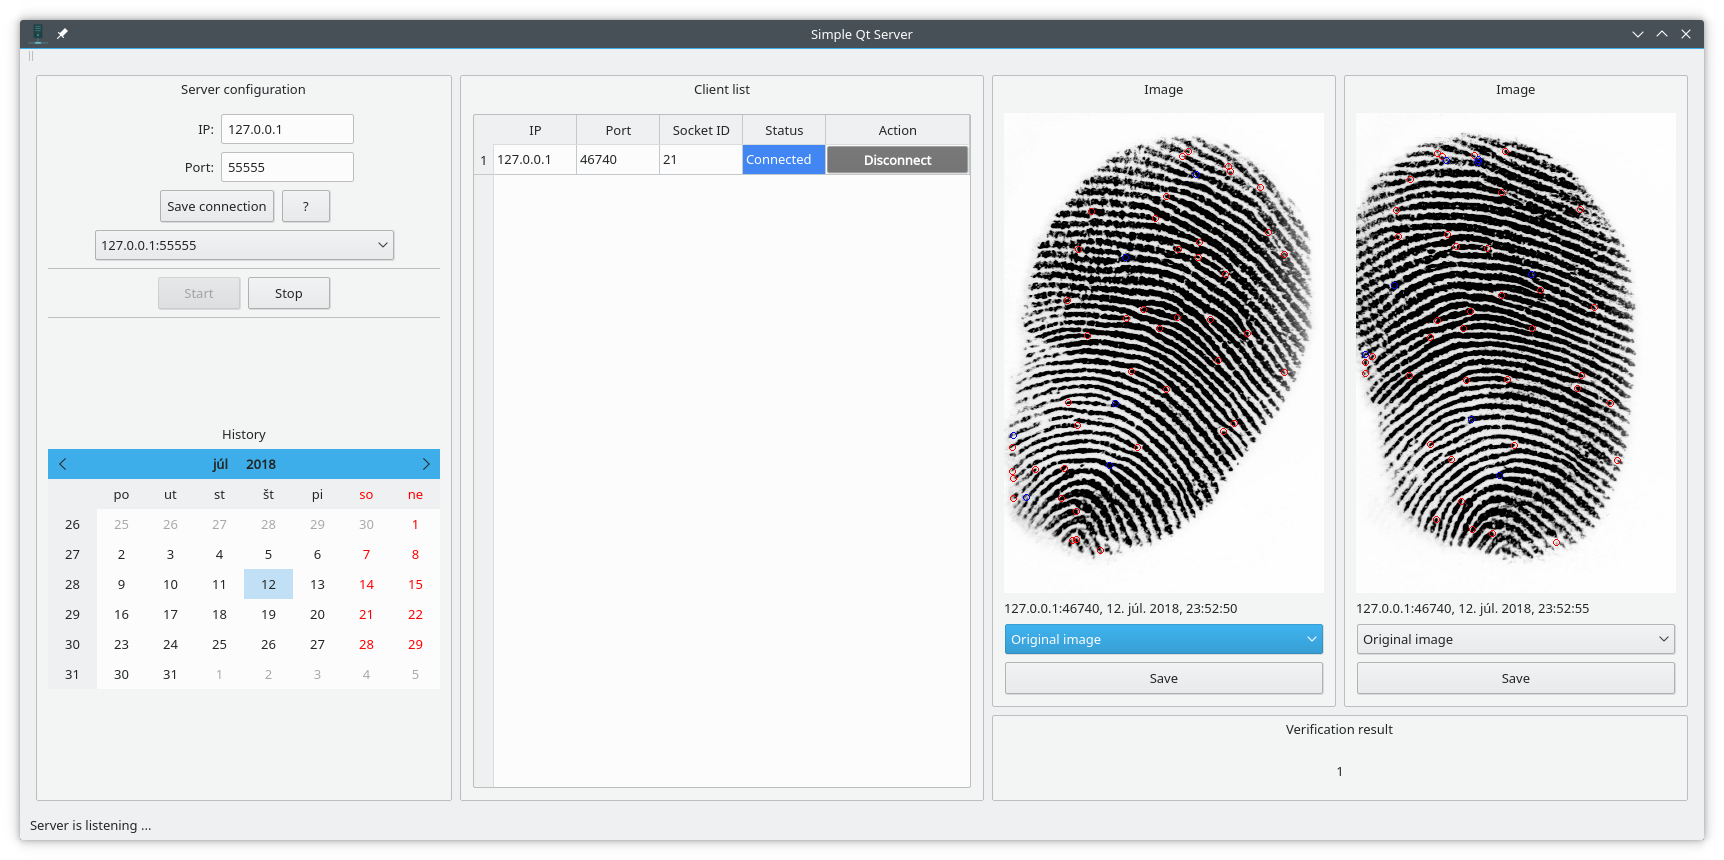 Simple Qt Server
Server configuration
IP: 127.0.0.1
Port: 55555
Save connection ?
127.0.0.1:55555
Start Stop
History
júl 2018
po ut st št pi so ne
26 25 26 27 28 29 30 1
27 2 3 4 5 6 7 8
28 9 10 11 12 13 14 15
29 16 17 18 19 20 21 22
30 23 24 25 26 27 28 29
31 30 31 1 2 3 4 5
Client list
IP Port Socket ID Status Action
1 127.0.0.1 46740 21 Connected Disconnect
Image
127.0.0.1:46740, 12. júl. 2018, 23:52:50
Original image
Save
Image
127.0.0.1:46740, 12. júl. 2018, 23:52:55
Original image
Save
Verification result
1
Server is listening ...